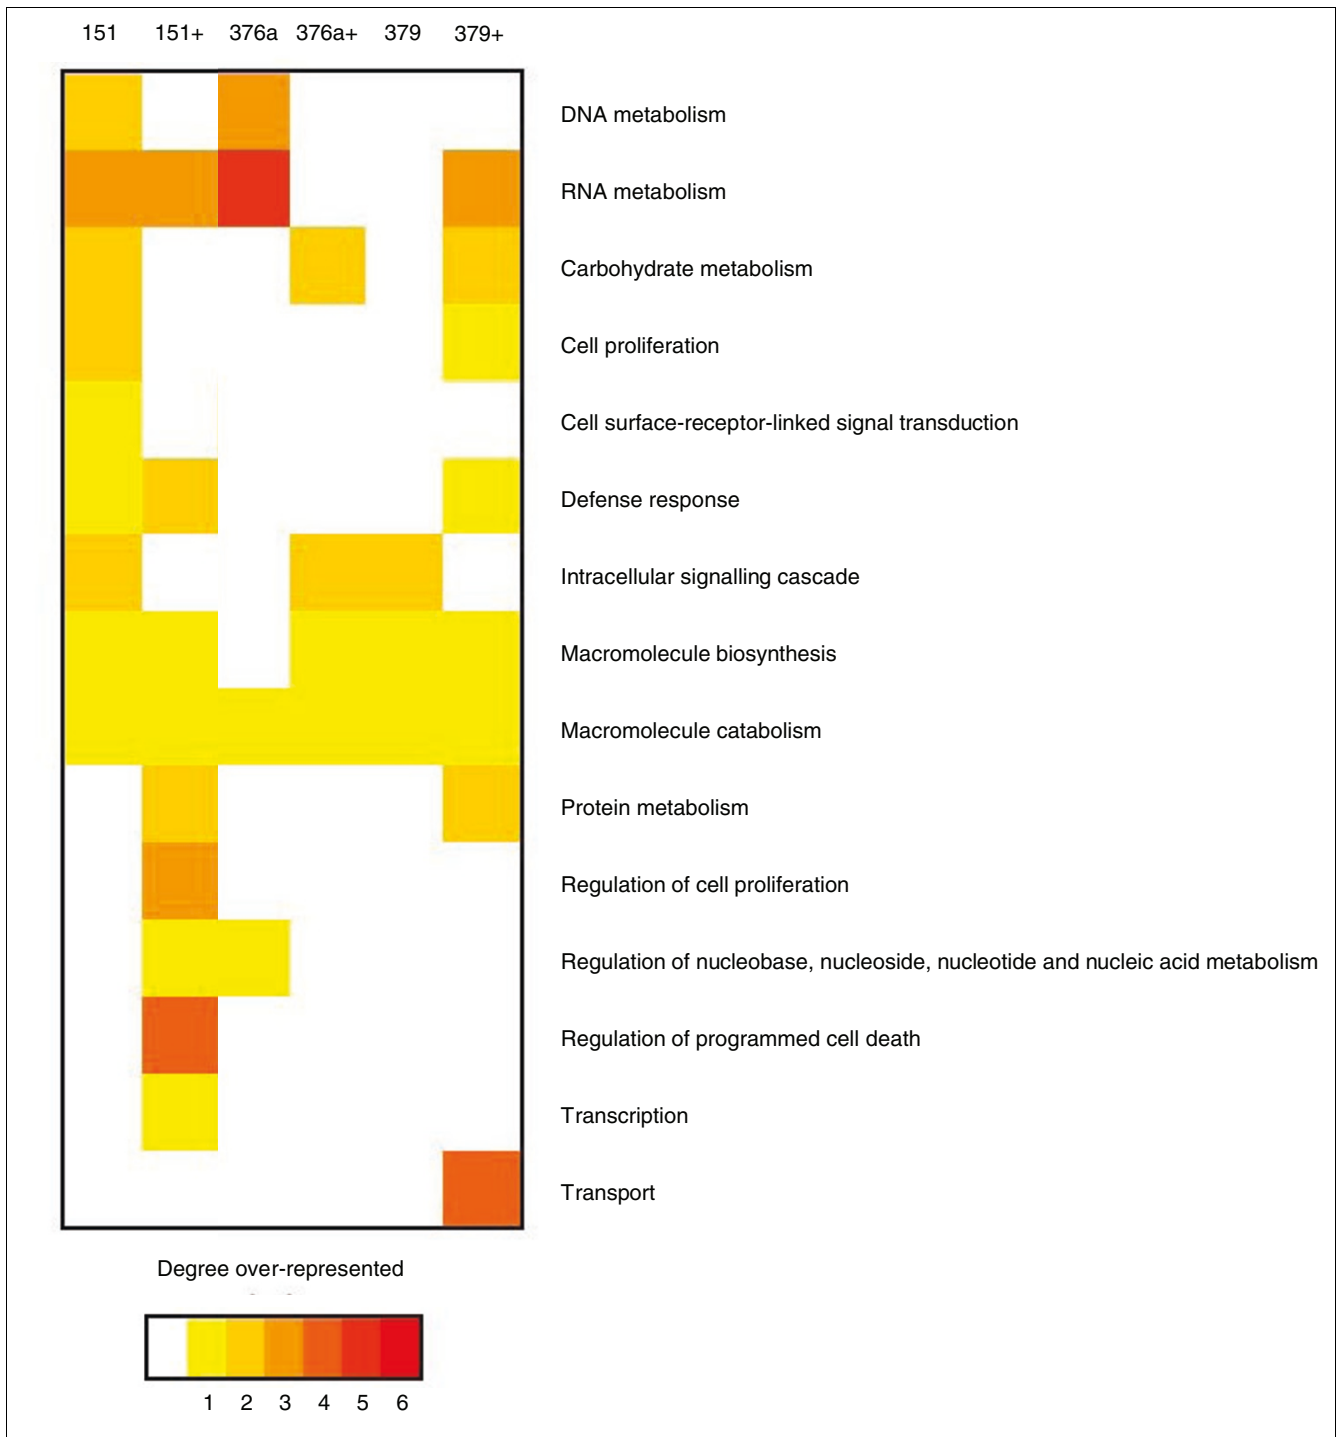 151 151+ 376a 376a+ 379 379+
DNA metabolism
RNA metabolism
Carbohydrate metabolism
Cell proliferation
Cell surface-receptor-linked signal transduction
Defense response
Intracellular signalling cascade
Macromolecule biosynthesis
Macromolecule catabolism
Protein metabolism
Regulation of cell proliferation
Regulation of nucleobase, nucleoside, nucleotide and nucleic acid metabolism
Regulation of programmed cell death
Transcription
Transport
Degree over-represented
1 2 3 4 5 6